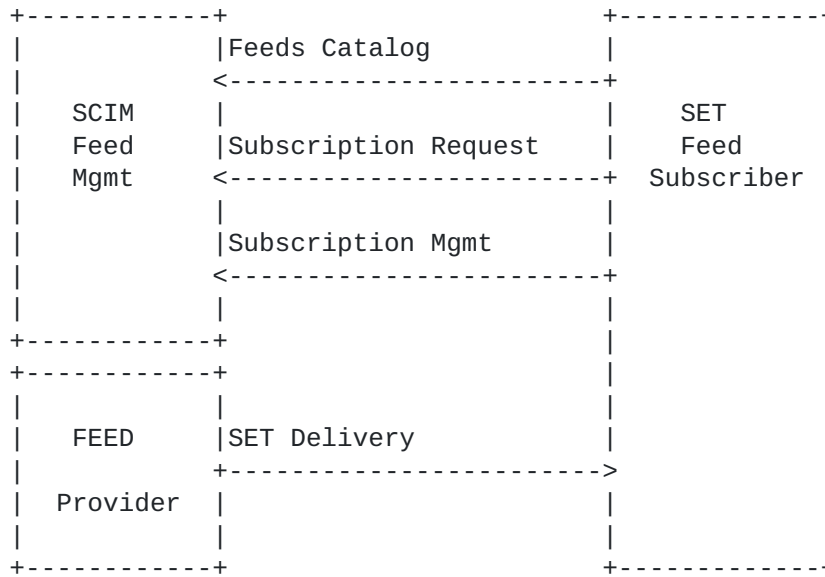 Feeds Catalog
SCIM SET
Feed Subscription Request Feed
Mgmt Subscriber
Subscription Mgmt
FEED SET Delivery
Provider